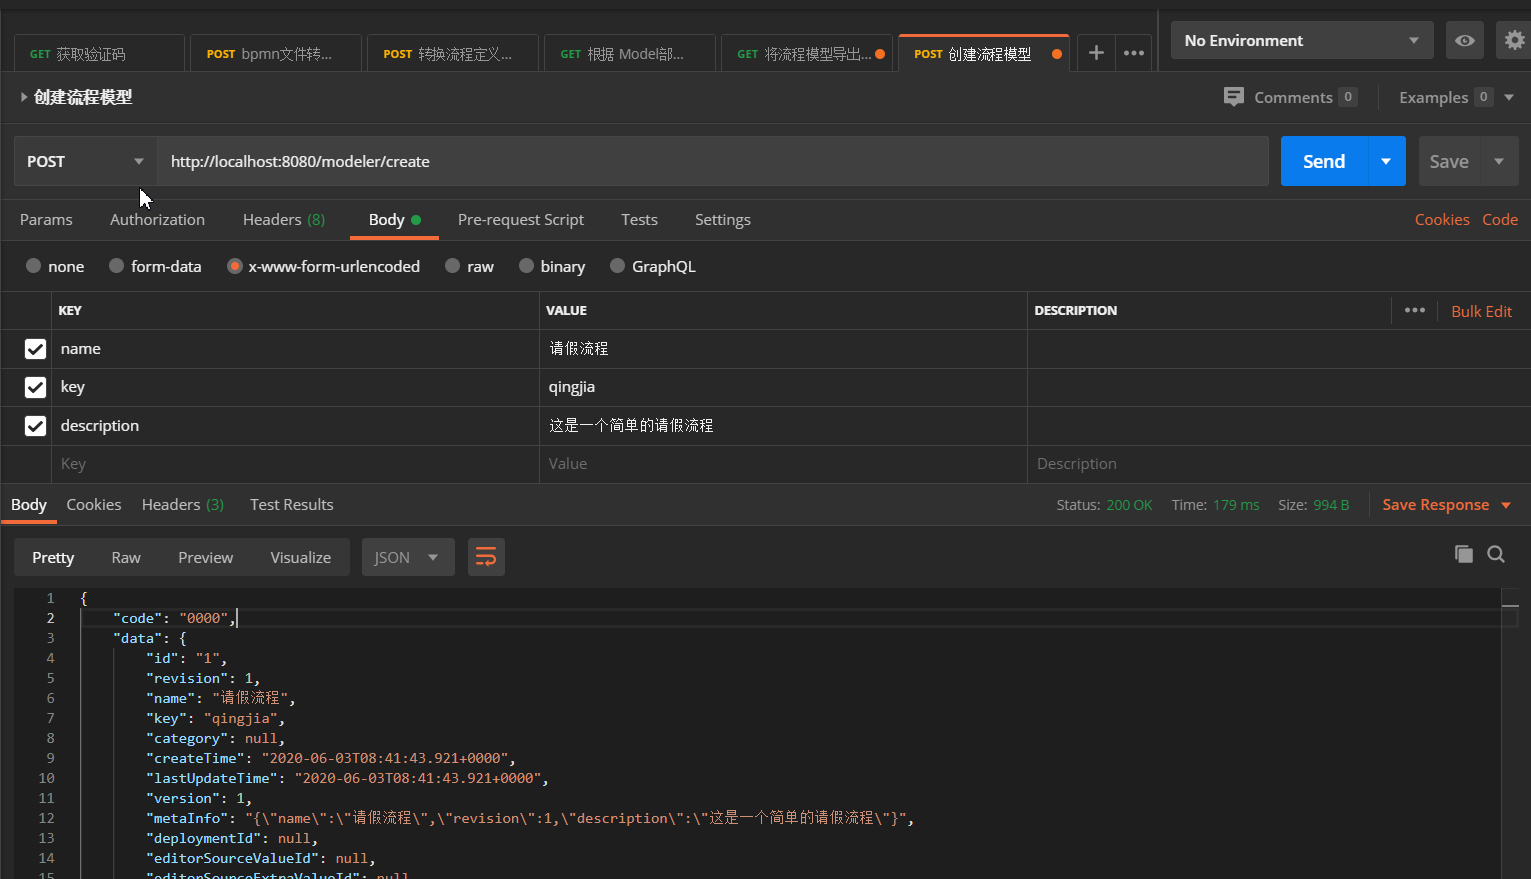 GET 获取验证码 POST bpmn文件转... POST 转换流程定义... GET 根据 Model部... GET 将流程模型导出... POST 创建流程模型 + ••• No Environment
创建流程模型 Comments 0 Examples 0
POST http://localhost:8080/modeler/create Send Save
Params Authorization Headers (8) Body Pre-request Script Tests Settings Cookies Code
none form-data x-www-form-urlencoded raw binary GraphQL
KEY VALUE DESCRIPTION ••• Bulk Edit
name 请假流程
key qingjia
description 这是一个简单的请假流程
Key Value Description
Body Cookies Headers (3) Test Results Status: 200 OK Time: 179 ms Size: 994 B Save Response
Pretty Raw Preview Visualize JSON
1 {
2 "code": "0000",
3 "data": {
4 "id": "1",
5 "revision": 1,
6 "name": "请假流程",
7 "key": "qingjia",
8 "category": null,
9 "createTime": "2020-06-03T08:41:43.921+0000",
10 "lastUpdateTime": "2020-06-03T08:41:43.921+0000",
11 "version": 1,
12 "metaInfo": "{\"name\":\"请假流程\",\"revision\":1,\"description\":\"这是一个简单的请假流程\"}",
13 "deploymentId": null,
14 "editorSourceValueId": null,
15 "editorSourceExtraValueId": null